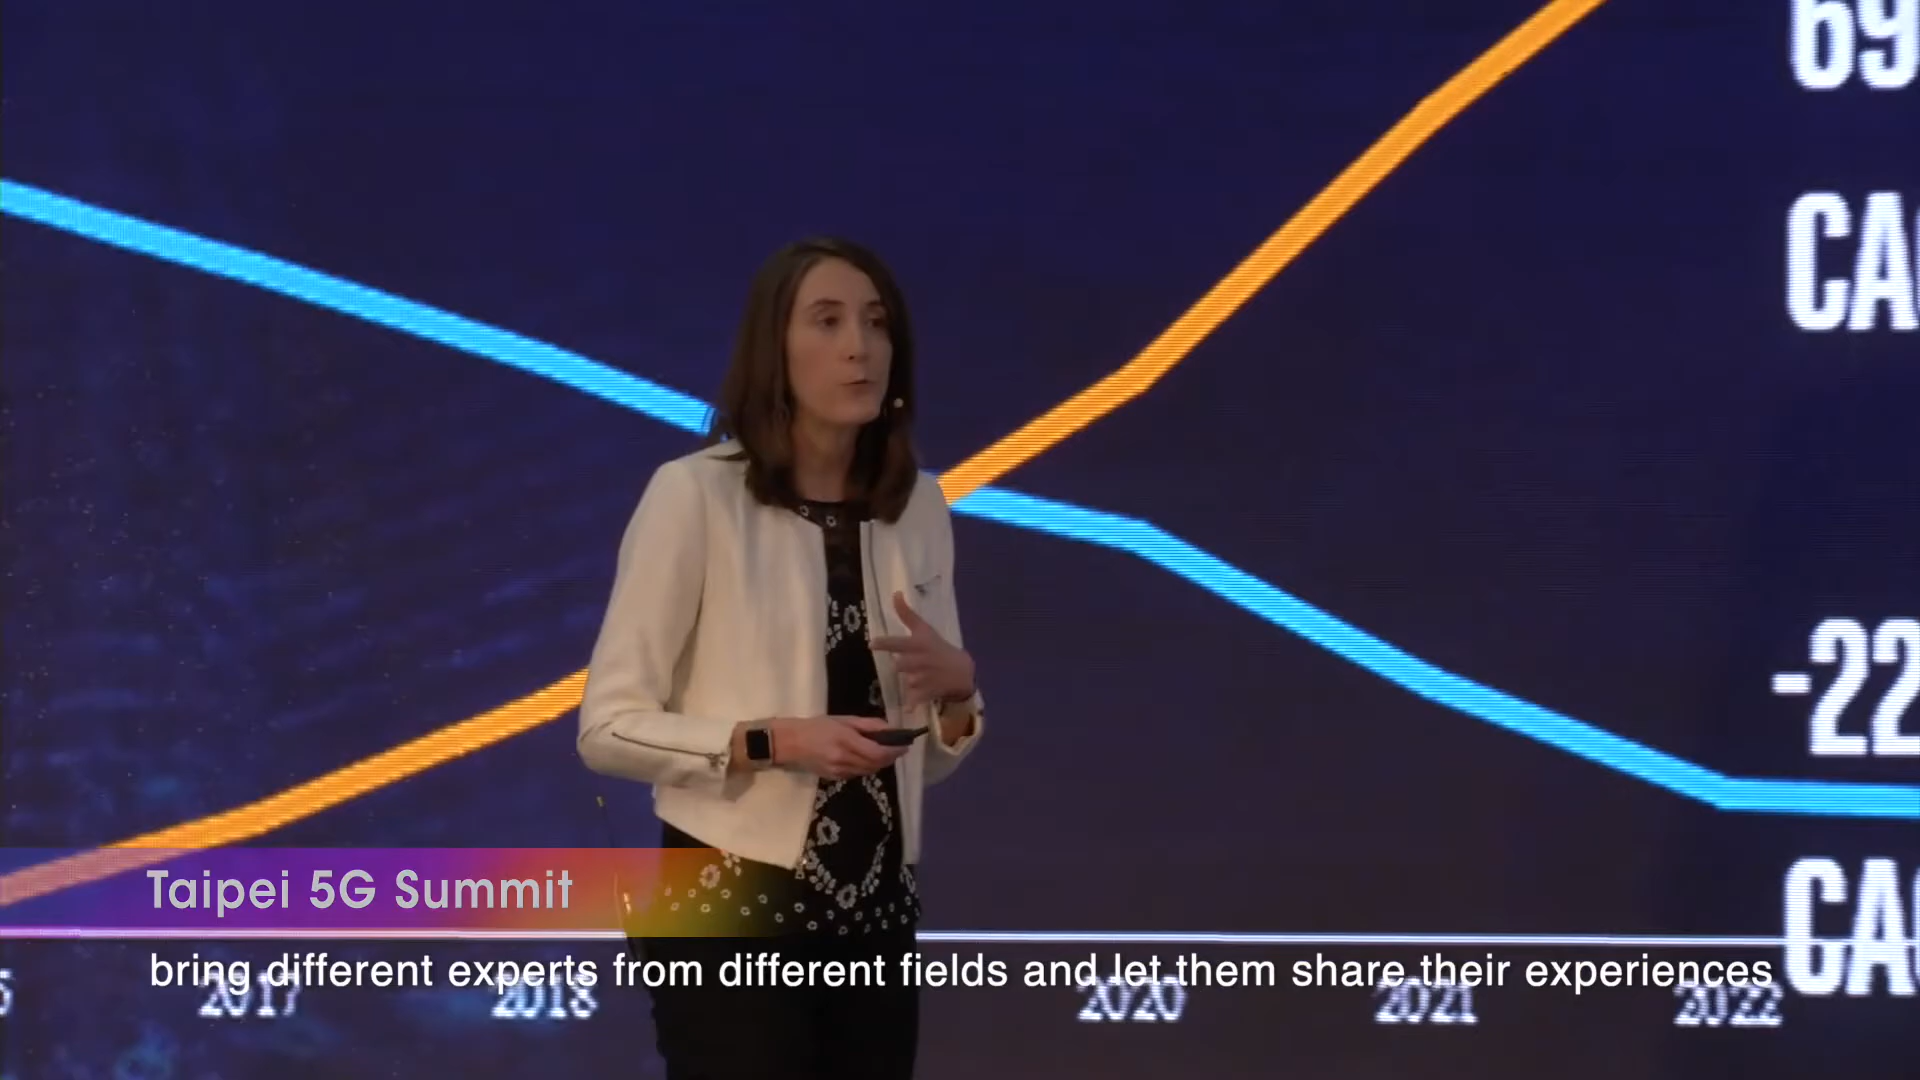 69
CA
-22
CA
Taipei 5G Summit
bring different experts from different fields and let them share their experiences
2017 2018 2020 2021 2022